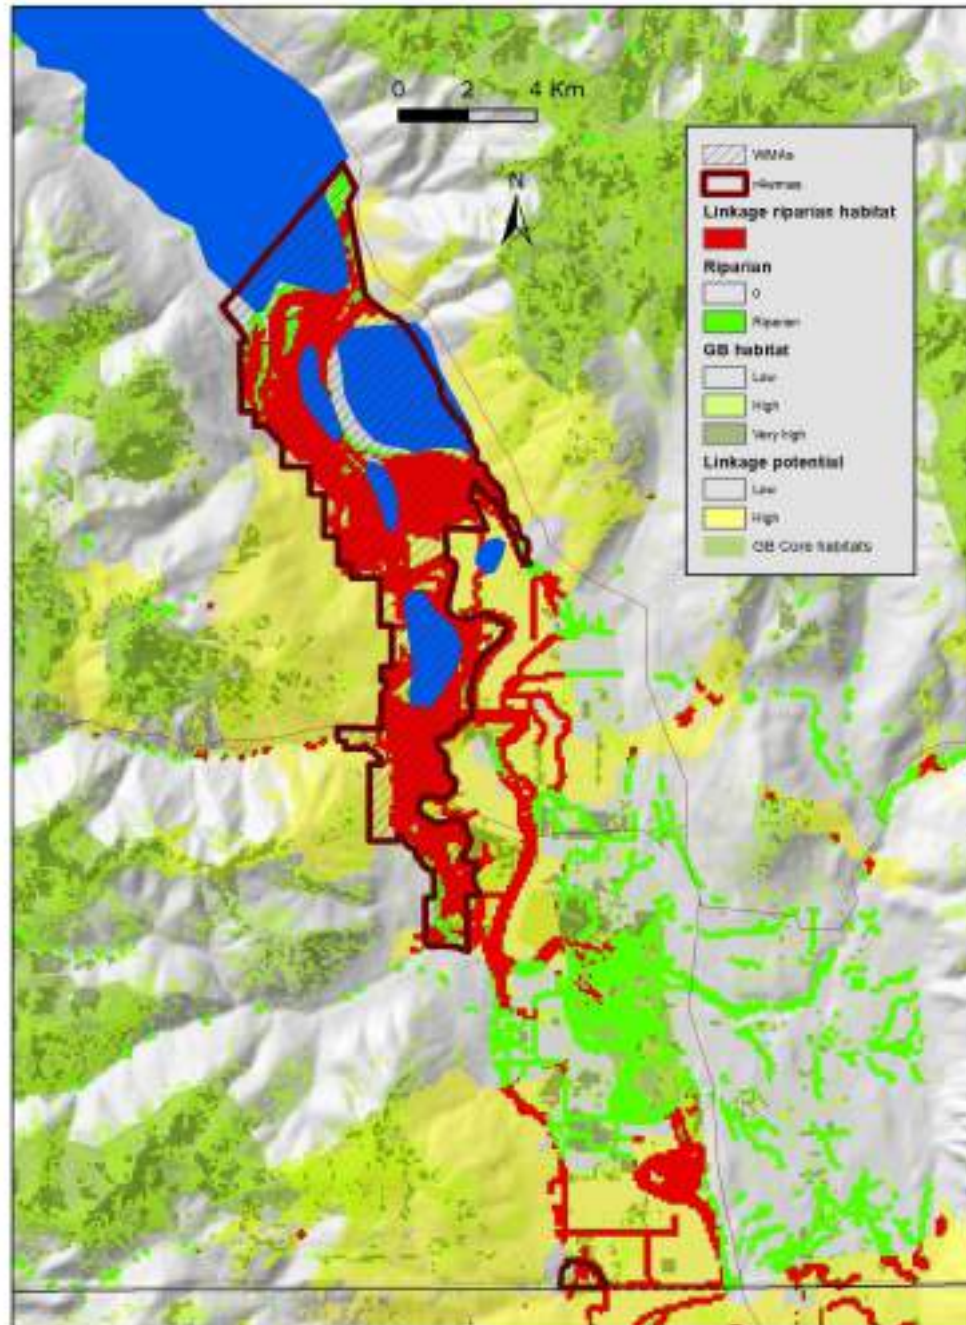 0 2 4 Km
N
WMAs
Linkage riparian habitat
Riparian
0
Riparian
GB habitat
Low
High
Very high
Linkage potential
Low
High
GB Core habitats